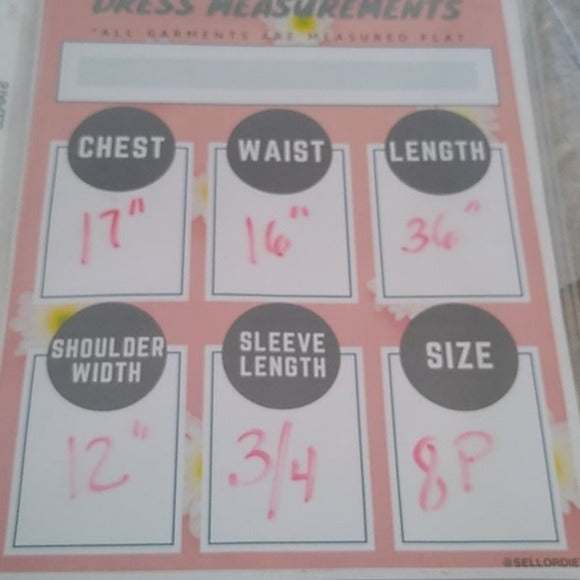 DRESS MEASUREMENTS
*ALL GARMENTS ARE MEASURED FLAT
CHEST
WAIST
LENGTH
17"
16"
36"
SHOULDER
WIDTH
SLEEVE
LENGTH
SIZE
12"
3/4
8P
@SELLORDIE